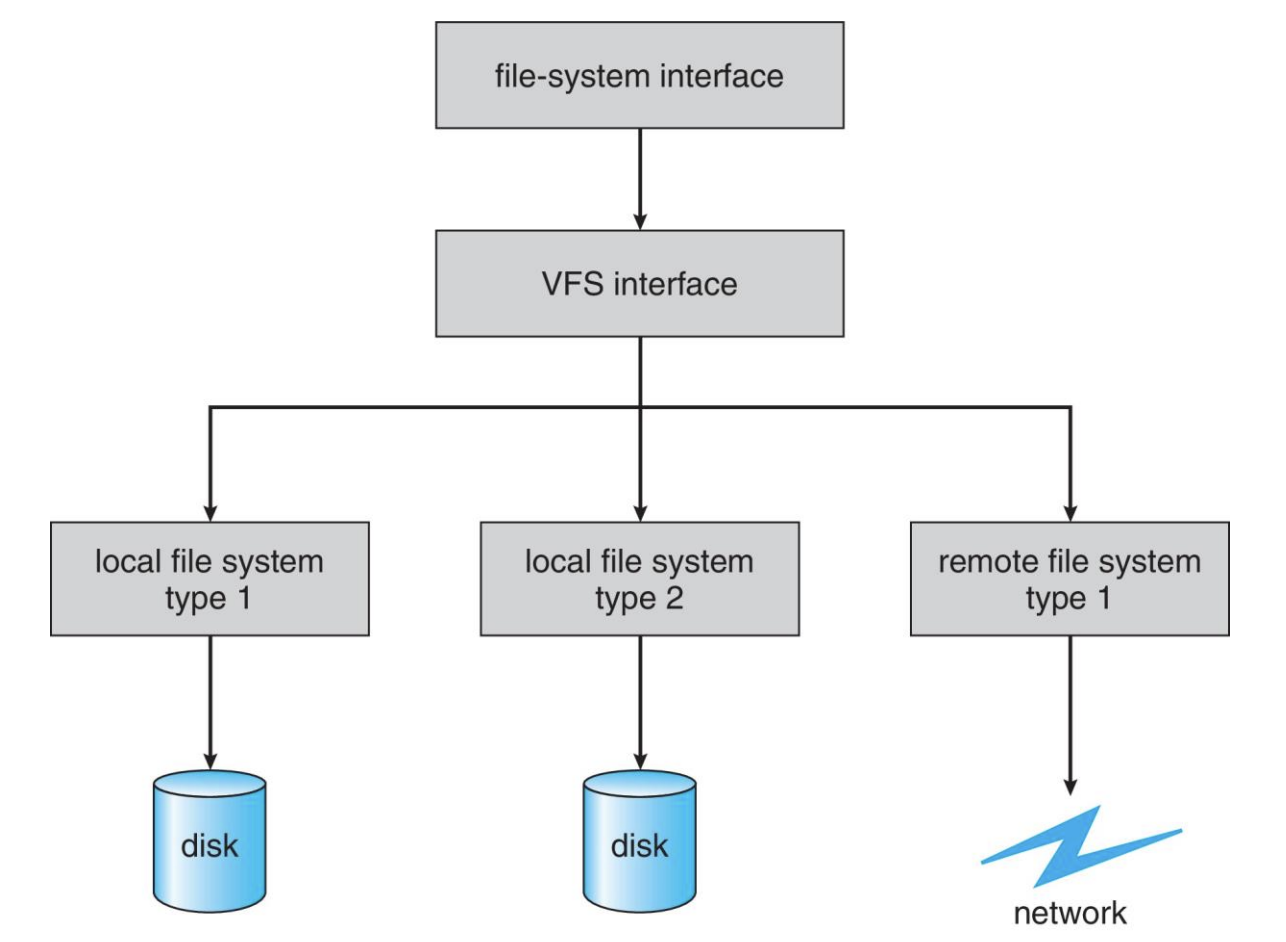 file-system interface
VFS interface
local file system
type 1
local file system
type 2
remote file system
type 1
disk
disk
network